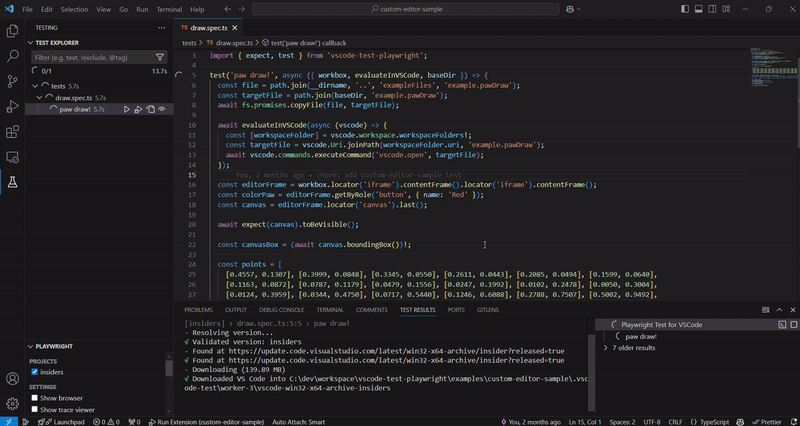 File Edit Selection View Go Run Terminal Help
custom-editor-sample
TESTING
TEST EXPLORER
Filter (e.g. text, !exclude, @tag)
0/1
13.7s
tests 5.7s
draw.spec.ts 5.7s
paw draw! 5.7s
PLAYWRIGHT
PROJECTS
insiders
SETTINGS
Show browser
Show trace viewer
draw.spec.ts
tests > draw.spec.ts > test('paw draw!') callback
3 import { expect, test } from 'vscode-test-playwright';
5 test('paw draw!', async ({ workbox, evaluateInVSCode, baseDir }) => {
6 const file = path.join(__dirname, '..', 'exampleFiles', 'example.pawDraw');
7 const targetFile = path.join(baseDir, 'example.pawDraw');
8 await fs.promises.copyFile(file, targetFile);
10 await evaluateInVSCode(async (vscode) => {
11 const [workspaceFolder] = vscode.workspace.workspaceFolders!;
12 const targetFile = vscode.Uri.joinPath(workspaceFolder.uri, 'example.pawDraw');
13 await vscode.commands.executeCommand('vscode.open', targetFile);
14 });
15 You, 2 months ago • chore: add custom-editor-sample test
16 const editorFrame = workbox.locator('iframe').contentFrame().locator('iframe').contentFrame();
17 const colorPaw = editorFrame.getByRole('button', { name: 'Red' });
18 const canvas = editorFrame.locator('canvas').last();
20 await expect(canvas).toBeVisible();
22 const canvasBox = (await canvas.boundingBox())!;
24 const points = [
25 [0.4557, 0.1307], [0.3999, 0.0848], [0.3345, 0.0550], [0.2611, 0.0443], [0.2085, 0.0494], [0.1599, 0.0640],
26 [0.1163, 0.0872], [0.0787, 0.1179], [0.0479, 0.1556], [0.0247, 0.1992], [0.0102, 0.2478], [0.0050, 0.3004],
27 [0.0124, 0.3959], [0.0344, 0.4750], [0.0717, 0.5440], [0.1246, 0.6088], [0.2788, 0.7507], [0.5002, 0.9492],
PROBLEMS OUTPUT DEBUG CONSOLE TERMINAL TEST RESULTS PORTS GITLENS
[insiders] › draw.spec.ts:5:5 › paw draw!
- Resolving version...
✓ Validated version: insiders
- Found at https://update.code.visualstudio.com/latest/win32-x64-archive/insider?released=true
✓ Found at https://update.code.visualstudio.com/latest/win32-x64-archive/insider?released=true
- Downloading (139.89 MB)
✓ Downloaded VS Code into C:\dev\workspace\vscode-test-playwright\examples\custom-editor-sample\.vsc
ode-test\worker-3\vscode-win32-x64-archive-insiders
Playwright Test for VSCode
paw draw!
7 older results
Launchpad 0 0 0 Run Extension (custom-editor-sample) Auto Attach: Smart You, 2 months ago Ln 15, Col 1 Spaces: 2 UTF-8 CRLF {} TypeScript Prettier